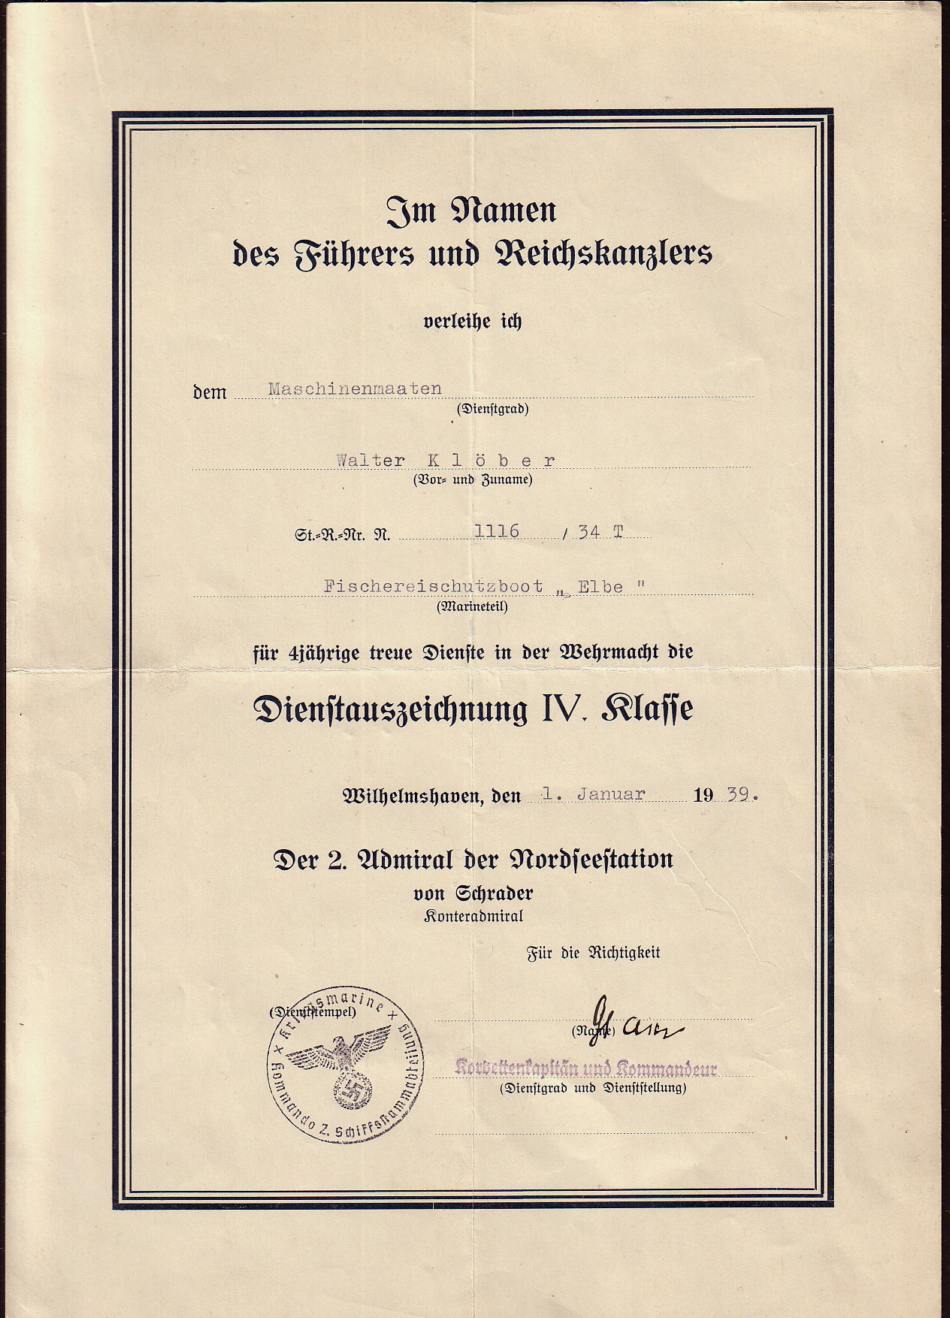 Im Namen
des Führers und Reichskanzlers
verleihe ich
dem Maschinenmaaten
(Dienstgrad)
Walter K l ö b e r
(Vor- und Zuname)
St.-R.-Nr. N. 1116 / 34 T
Fischereischutzboot „ Elbe "
(Marineteil)
für 4jährige treue Dienste in der Wehrmacht die
Dienstauszeichnung IV. Klasse
Wilhelmshaven, den 1. Januar 19 39.
Der 2. Admiral der Nordseestation
von Schrader
Konteradmiral
Für die Richtigkeit
(Dienststempel)
Kriegsmarine
Kommando 2. Schiffsstammabteilung
(Name)
Korvettenkapitän und Kommandeur
(Dienstgrad und Dienststellung)